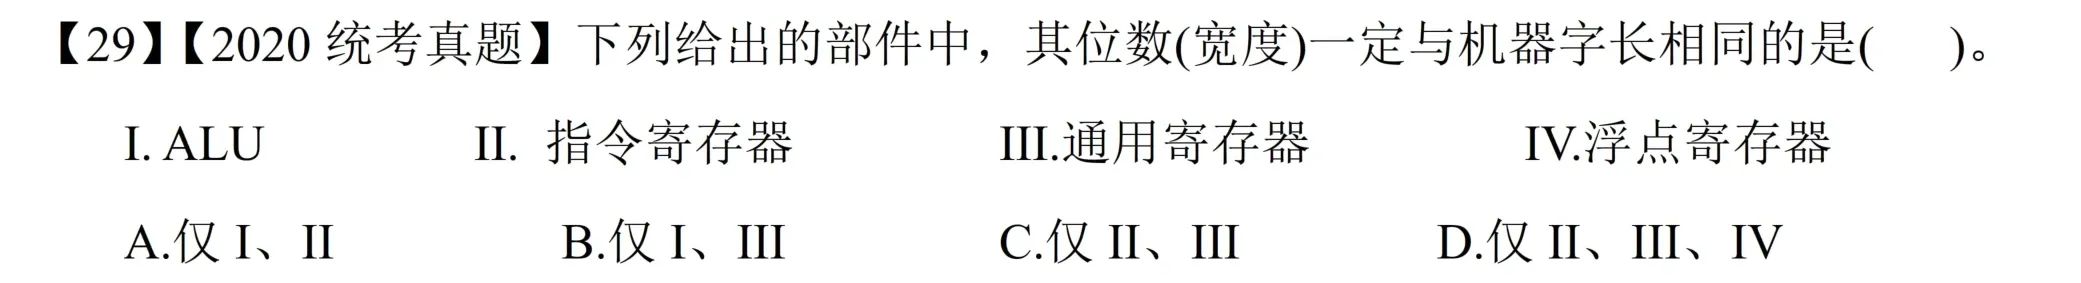 【29】【2020 统考真题】下列给出的部件中，其位数(宽度)一定与机器字长相同的是(    )。
I. ALU    II. 指令寄存器    III.通用寄存器    IV.浮点寄存器
A.仅 I、II    B.仅 I、III    C.仅 II、III    D.仅 II、III、IV